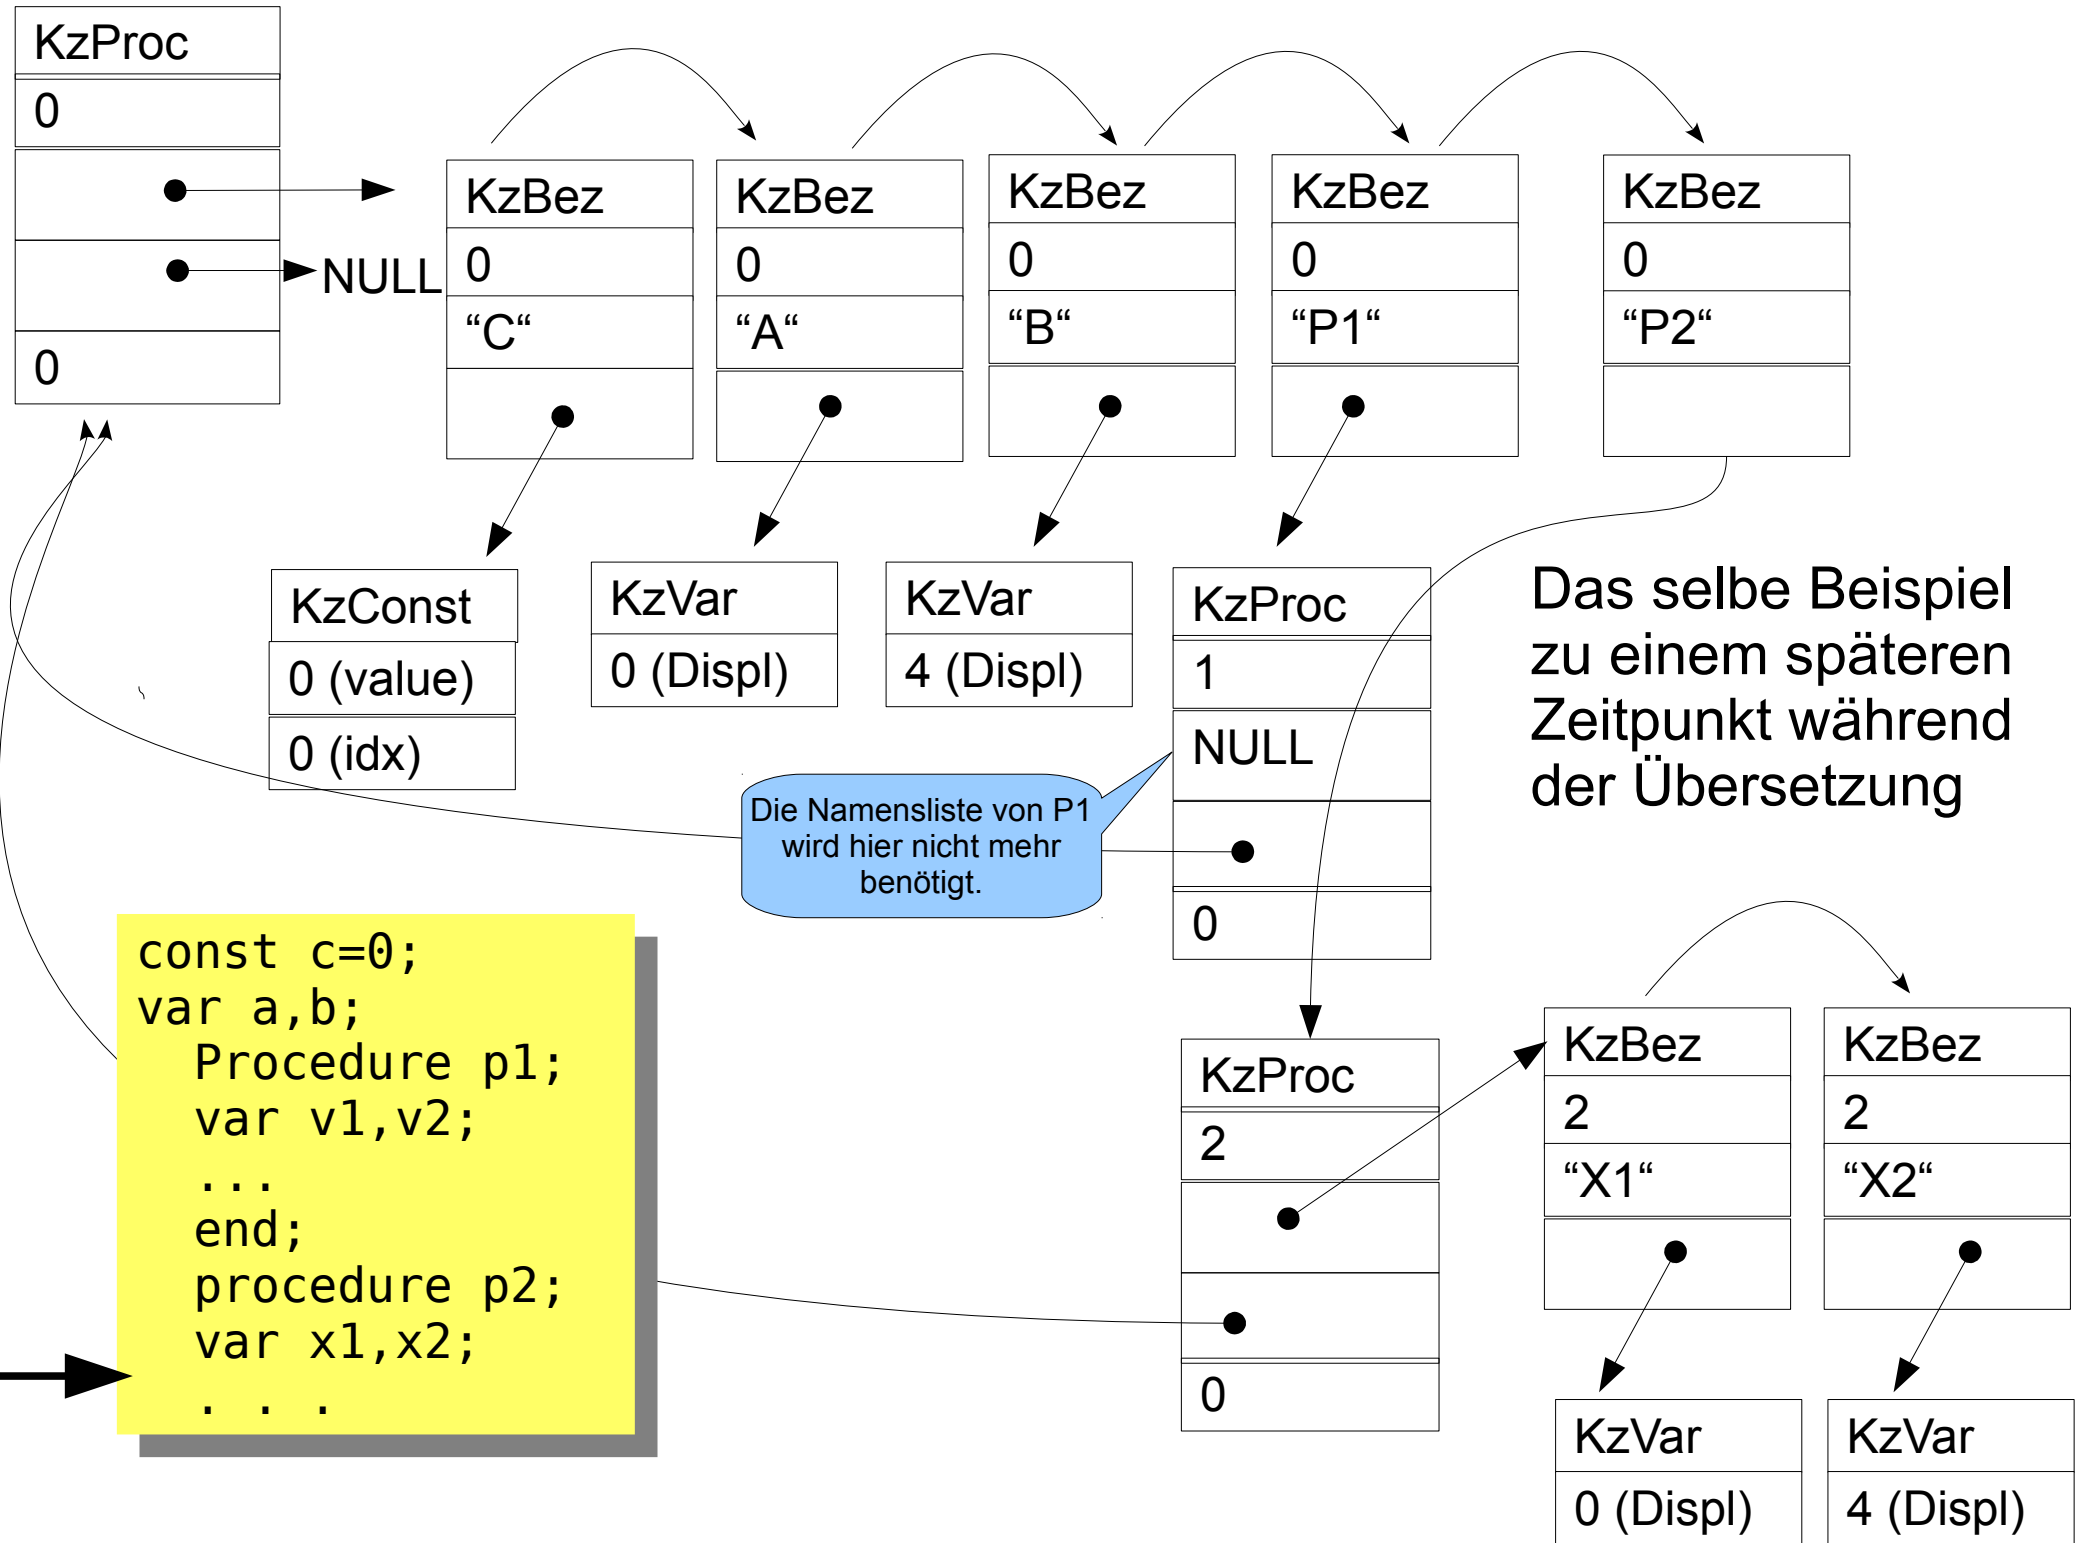 KzProc
0
NULL
0
KzBez
0
“C“
KzBez
0
“A“
KzBez
0
“B“
KzBez
0
“P1“
KzBez
0
“P2“
KzConst
0 (value)
0 (idx)
KzVar
0 (Displ)
KzVar
4 (Displ)
KzProc
1
NULL
0
Das selbe Beispiel
zu einem späteren
Zeitpunkt während
der Übersetzung
Die Namensliste von P1
wird hier nicht mehr
benötigt.
const c=0;
var a,b;
Procedure p1;
var v1,v2;
...
end;
procedure p2;
var x1,x2;
. . .
KzProc
2
0
KzBez
2
“X1“
KzBez
2
“X2“
KzVar
0 (Displ)
KzVar
4 (Displ)